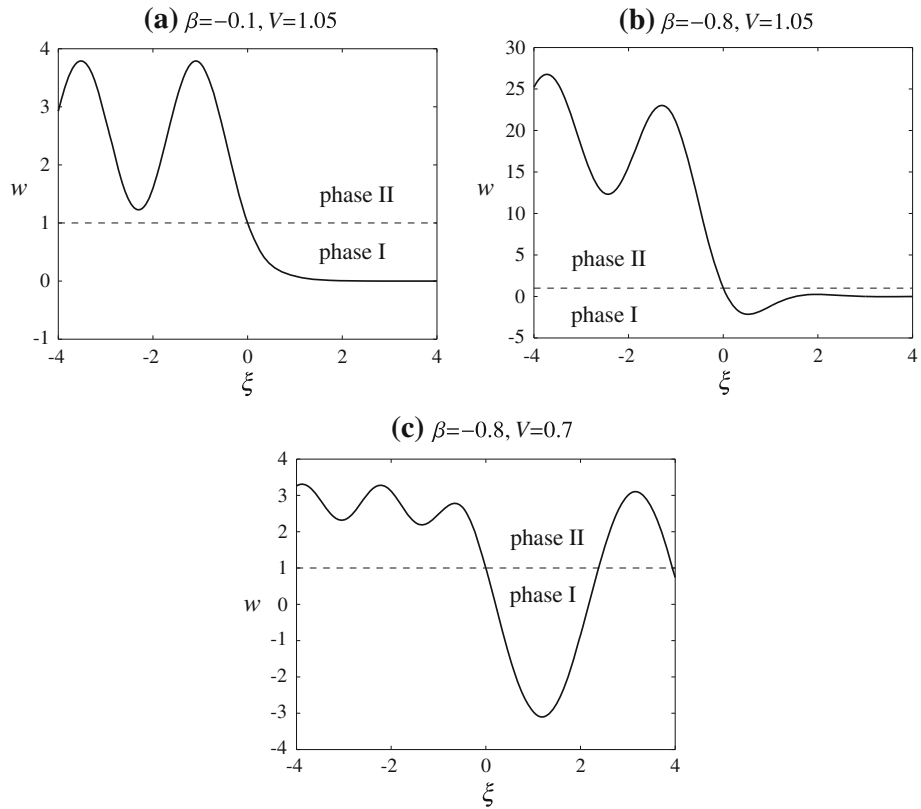 (a) β=−0.1, V=1.05
4
3
2
w
phase II
1
phase I
0
-1
-4 -2 0 2 4
ξ
(b) β=−0.8, V=1.05
30
25
20
15
w
10
5
phase II
0
phase I
-5
-4 -2 0 2 4
ξ
(c) β=−0.8, V=0.7
4
3
2
phase II
1
phase I
w 0
-1
-2
-3
-4
-4 -2 0 2 4
ξ